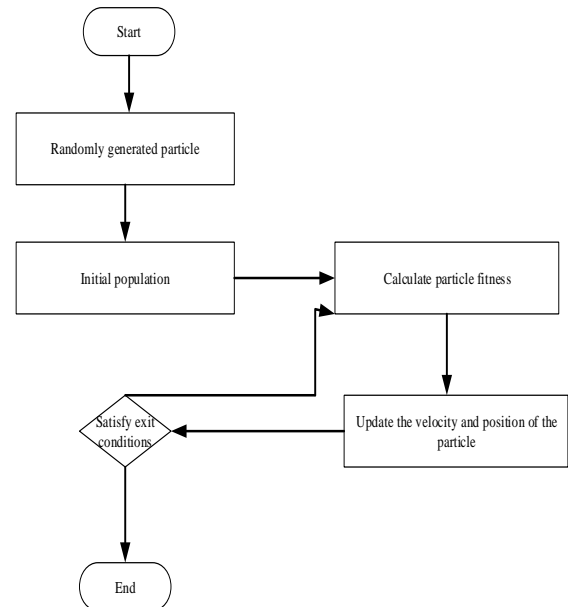 Start
Randomly generated particle
Initial population
Calculate particle fitness
Update the velocity and position of the
particle
Satisfy exit
conditions
End